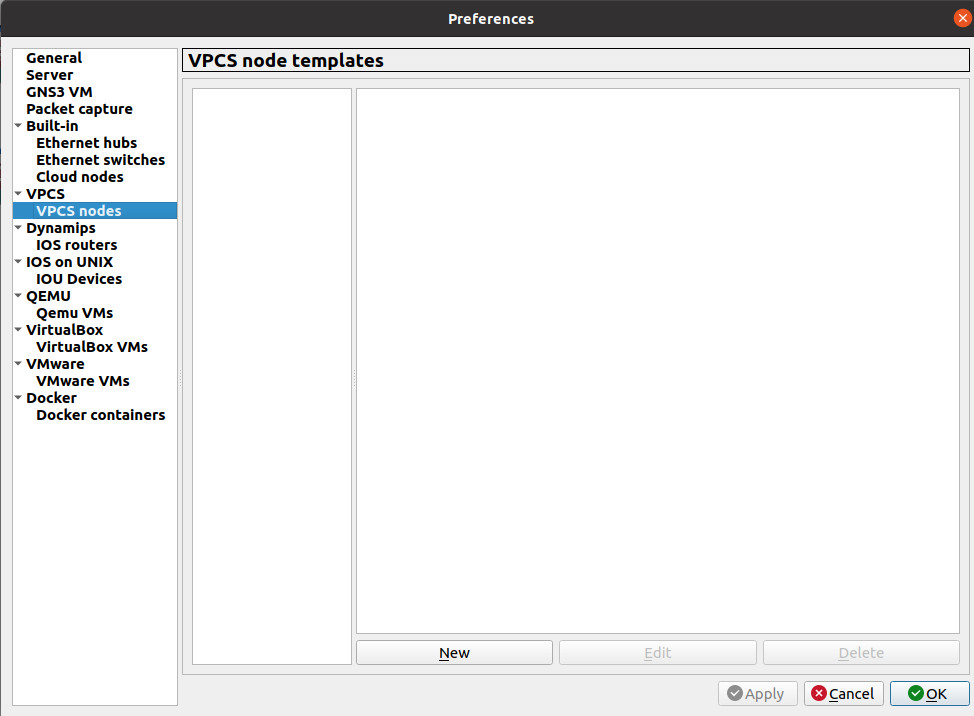 Preferences
General
Server
GNS3 VM
Packet capture
Built-in
Ethernet hubs
Ethernet switches
Cloud nodes
VPCS
VPCS nodes
Dynamips
IOS routers
IOS on UNIX
IOU Devices
QEMU
Qemu VMs
VirtualBox
VirtualBox VMs
VMware
VMware VMs
Docker
Docker containers
VPCS node templates
New Edit Delete
Apply Cancel OK